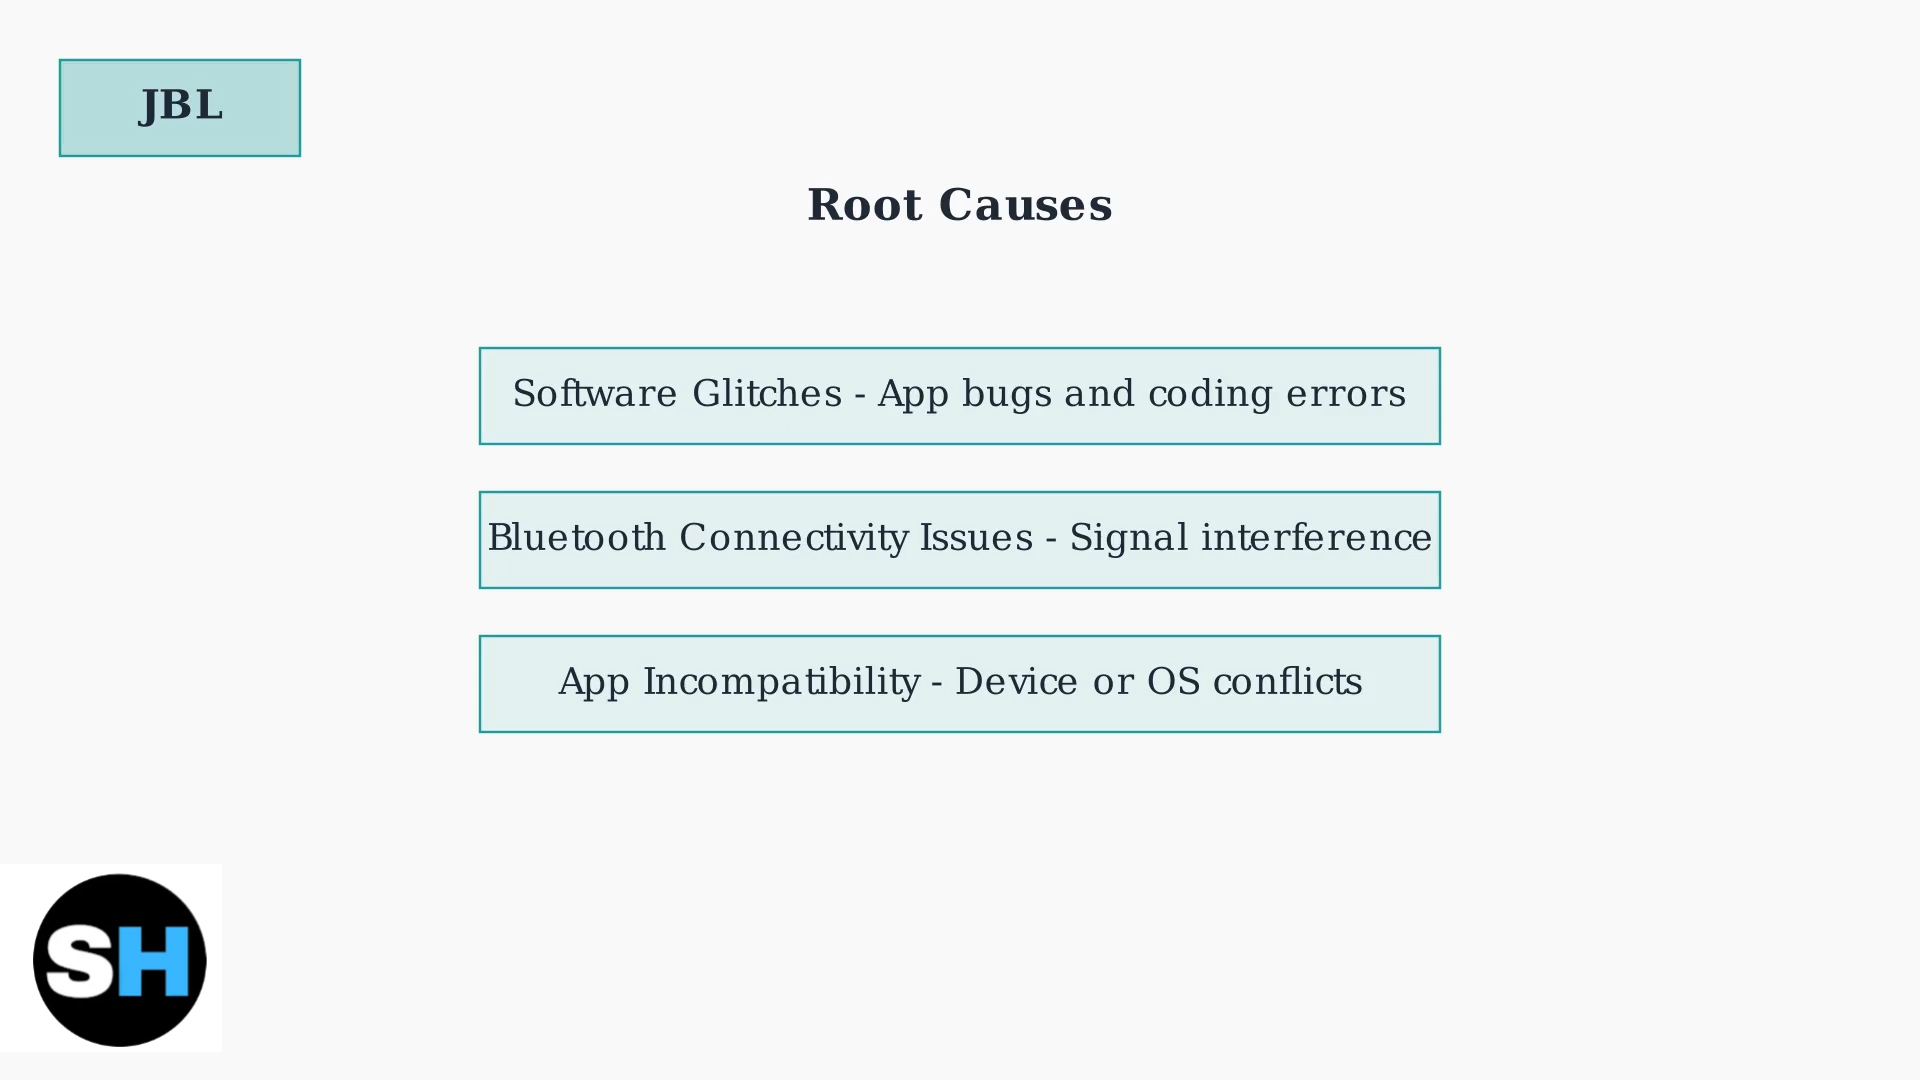 JBL
Root Causes
Software Glitches - App bugs and coding errors
Bluetooth Connectivity Issues - Signal interference
App Incompatibility - Device or OS conflicts
SH